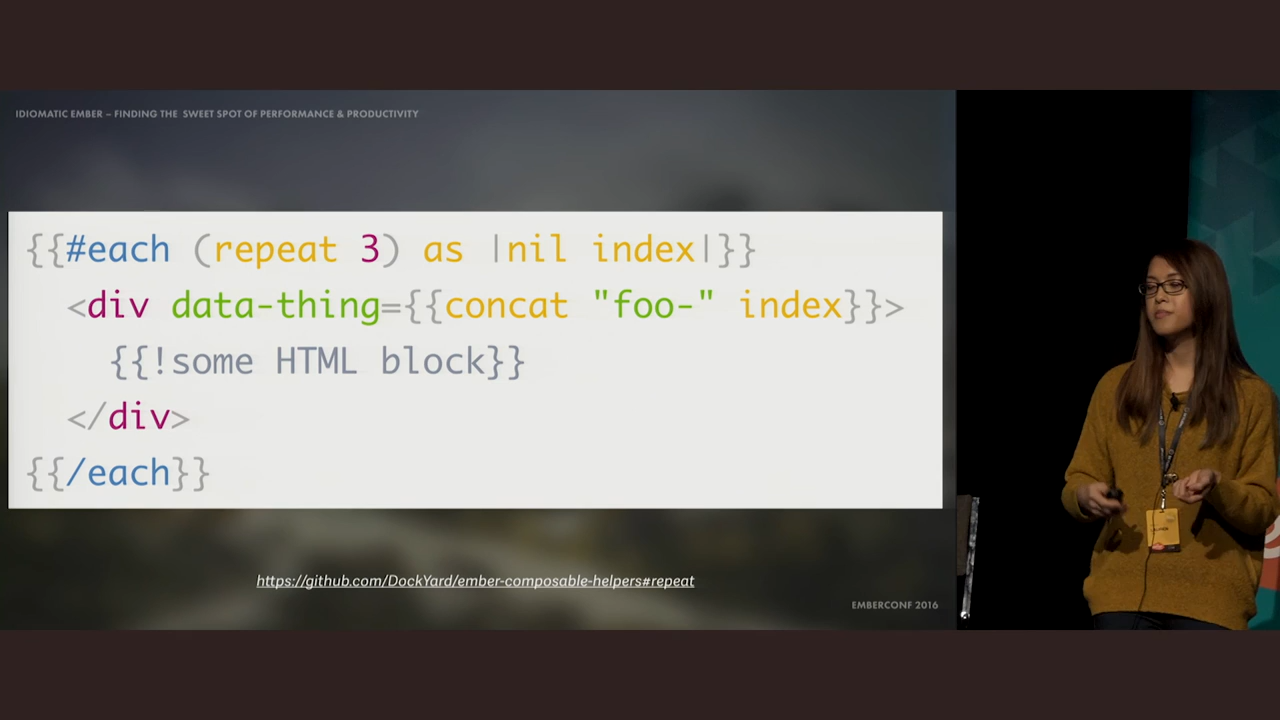 IDIOMATIC EMBER – FINDING THE SWEET SPOT OF PERFORMANCE & PRODUCTIVITY
{{#each (repeat 3) as |nil index|}}
<div data-thing={{concat "foo-" index}}>
{{!some HTML block}}
</div>
{{/each}}
https://github.com/DockYard/ember-composable-helpers#repeat
EMBERCONF 2016